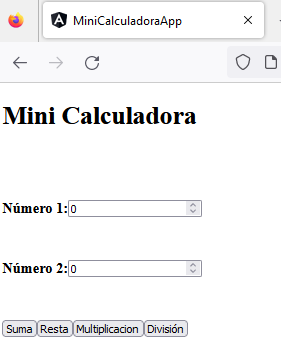 MiniCalculadoraApp
Mini Calculadora
Número 1: 0
Número 2: 0
Suma Resta Multiplicacion División